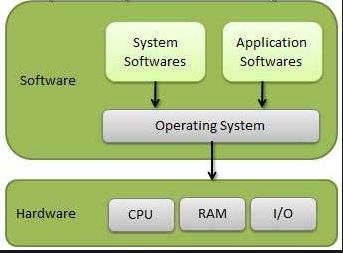 System
Softwares
Application
Softwares
Software
Operating System
Hardware
CPU
RAM
I/O